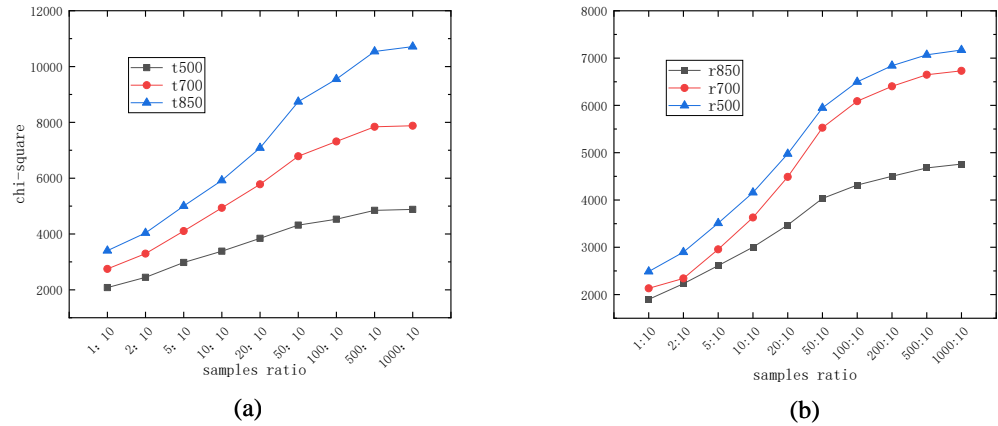 12000
10000
8000
6000
4000
2000
chi-square
t500
t700
t850
1: 10
2: 10
5: 10
10: 10
20: 10
50: 10
100: 10
500: 10
1000: 10
samples ratio
(a)
8000
7000
6000
5000
4000
3000
2000
r850
r700
r500
1:10
2:10
5:10
10:10
20:10
50:10
100:10
200:10
500:10
1000:10
samples ratio
(b)